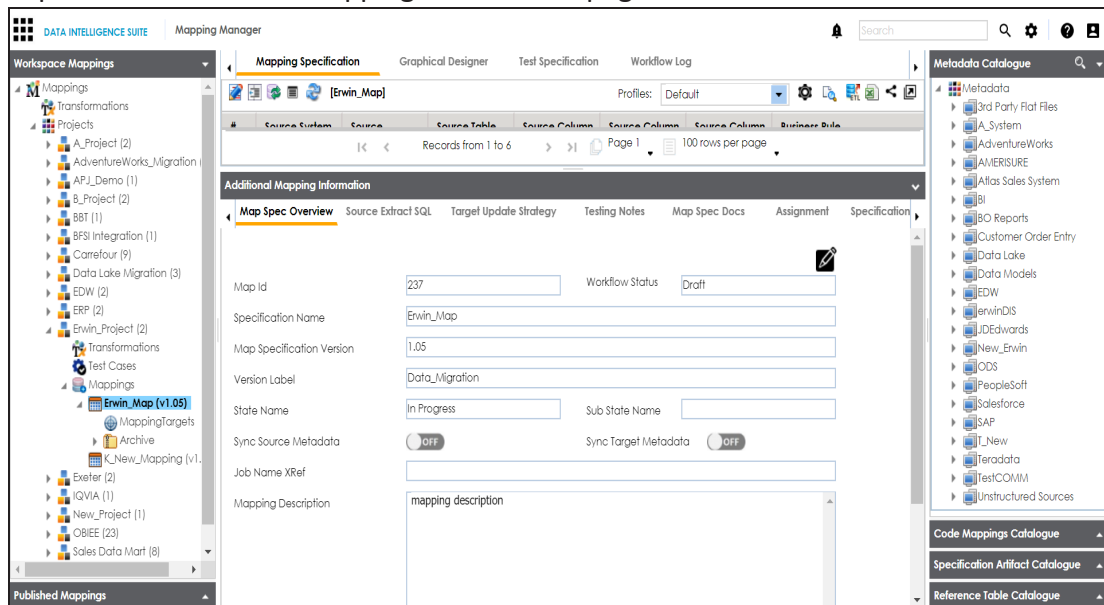 DATA INTELLIGENCE SUITE Mapping Manager
Search
Workspace Mappings
Mappings
Transformations
Projects
A_Project (2)
AdventureWorks_Migration
APJ_Demo (1)
B_Project (2)
BBT (1)
BFSI Integration (1)
Carrefour (9)
Data Lake Migration (3)
EDW (2)
ERP (2)
Erwin_Project (2)
Transformations
Test Cases
Mappings
Erwin_Map (v1.05)
MappingTargets
Archive
K_New_Mapping (v1.
Exeter (2)
IQVIA (1)
New_Project (1)
OBIEE (23)
Sales Data Mart (8)
Published Mappings
Mapping Specification Graphical Designer Test Specification Workflow Log
[Erwin_Map] Profiles: Default
# Source System Source Source Table Source Column Source Column Source Column Business Rule
Records from 1 to 6 Page 1 100 rows per page
Additional Mapping Information
Map Spec Overview Source Extract SQL Target Update Strategy Testing Notes Map Spec Docs Assignment Specification
Map Id 237 Workflow Status Draft
Specification Name Erwin_Map
Map Specification Version 1.05
Version Label Data_Migration
State Name In Progress Sub State Name
Sync Source Metadata OFF Sync Target Metadata OFF
Job Name XRef
Mapping Description mapping description
Metadata Catalogue
Metadata
3rd Party Flat Files
A_System
AdventureWorks
AMERISURE
Atlas Sales System
BI
BO Reports
Customer Order Entry
Data Lake
Data Models
EDW
erwinDIS
JDEdwards
New_Erwin
ODS
PeopleSoft
Salesforce
SAP
T_New
Teradata
TestCOMM
Unstructured Sources
Code Mappings Catalogue
Specification Artifact Catalogue
Reference Table Catalogue